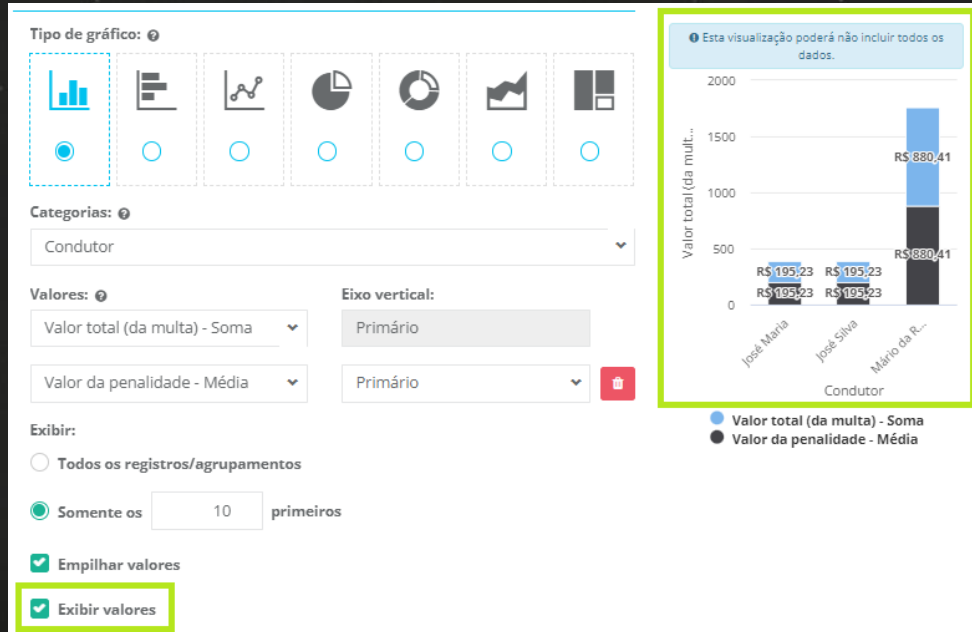 Tipo de gráfico:
Categorias:
Condutor
Valores:
Eixo vertical:
Valor total (da multa) - Soma
Primário
Valor da penalidade - Média
Primário
Exibir:
Todos os registros/agrupamentos
Somente os 10 primeiros
Empilhar valores
Exibir valores
Esta visualização poderá não incluir todos os
dados.
2000
1500
1000
500
0
Valor total (da mult...
R$ 880,41
R$ 880,41
R$ 195,23
R$ 195,23
R$ 195,23
R$ 195,23
José Maria
José Silva
Mário da R...
Condutor
Valor total (da multa) - Soma
Valor da penalidade - Média